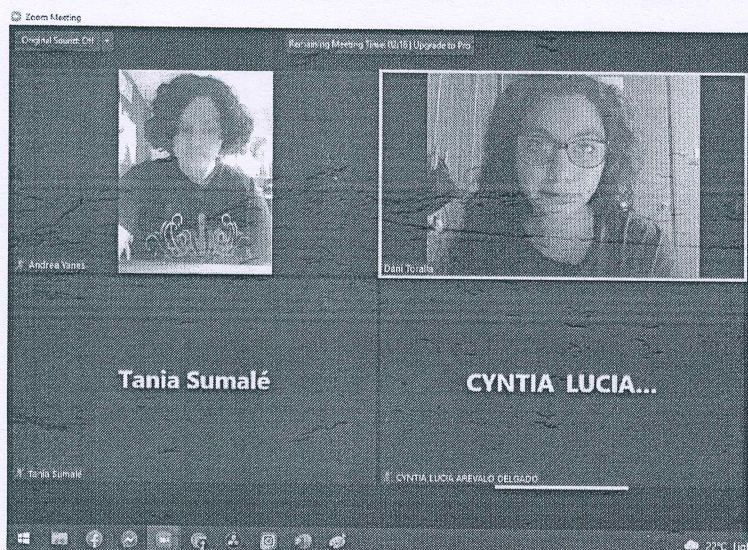 Zoom Meeting
Original Sound: Off
Remaining Meeting Time: 02:16 | Upgrade to Pro
Andrea Yanes
Dani Toralla
Tania Sumalé
CYNTIA LUCIA...
Tania Sumalé
CYNTIA LUCIA AREVALO DELGADO
22°C